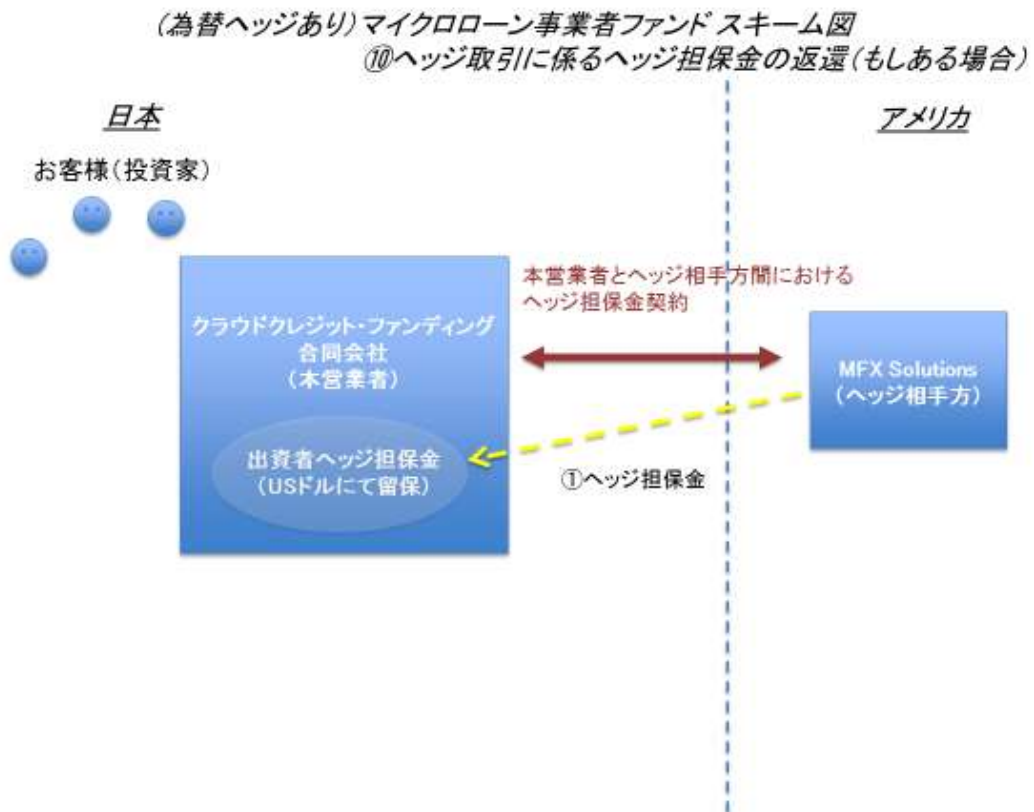 (為替ヘッジあり)マイクロローン事業者ファンド スキーム図
⑩ヘッジ取引に係るヘッジ担保金の返還(もしある場合)
日本
アメリカ
お客様(投資家)
本営業者とヘッジ相手方間における
ヘッジ担保金契約
クラウドクレジット・ファンディング
合同会社
(本営業者)
MFX Solutions
(ヘッジ相手方)
出資者ヘッジ担保金
(USドルにて留保)
①ヘッジ担保金